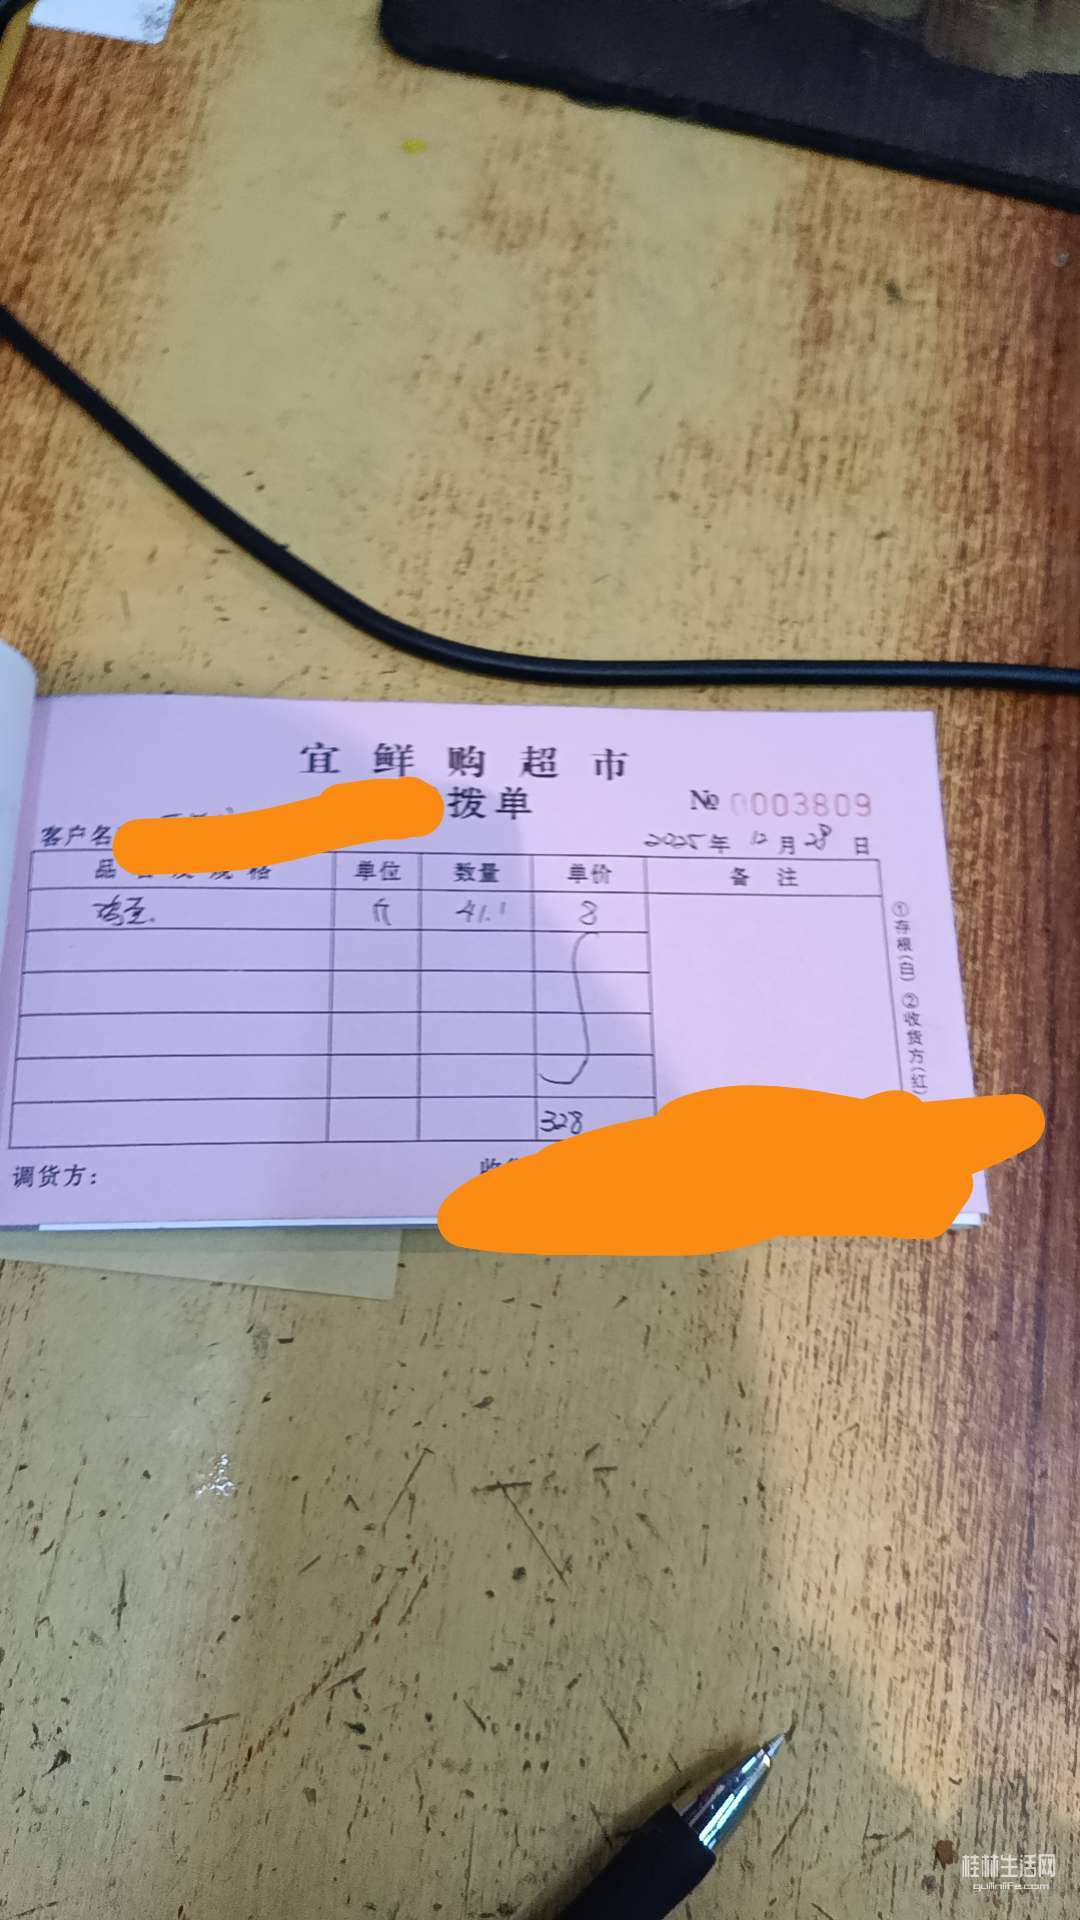 宜鲜购超市
拨单
№ 0003809
客户名
2025年 12月 28日
品名及规格 单位 数量 单价 备注
斤 41.1 8
328
调货方：
①存根(白) ②收货方(红)
桂林生活网
guilinlife.com